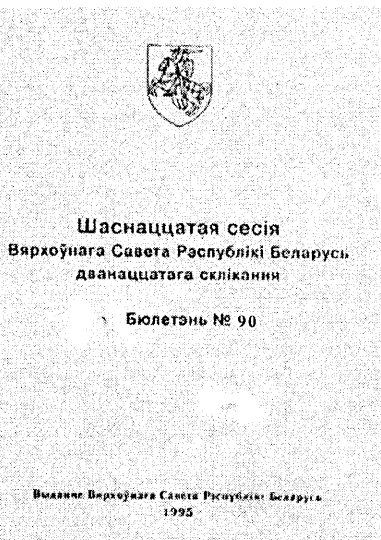 Шаснаццатая сесія
Вярхоўнага Савета Рэспублікі Беларусь
дванаццатага склікання
Бюлетэнь № 90
Выданне Вярхоўнага Савета Рэспублікі Беларусь
1995